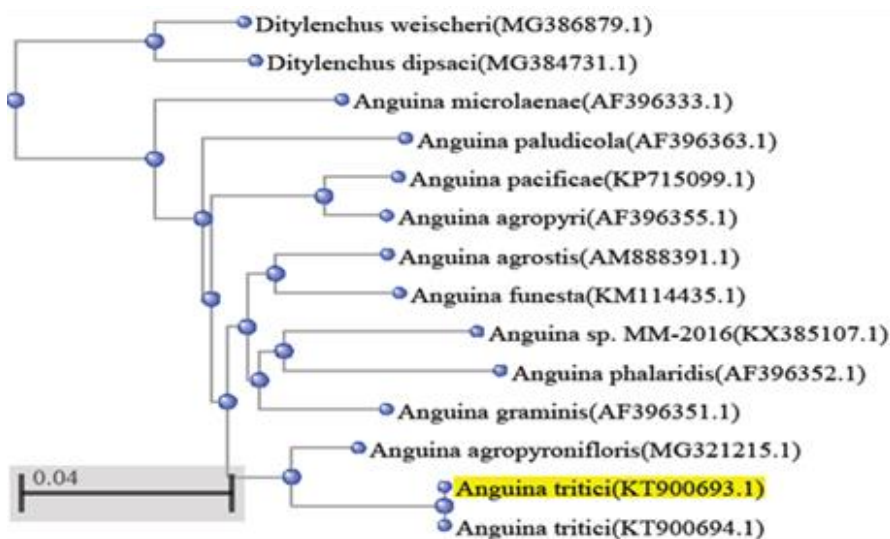 Ditylenchus weischeri(MG386879.1)
Ditylenchus dipsaci(MG384731.1)
Anguina microlaenae(AF396333.1)
Anguina paludicola(AF396363.1)
Anguina pacificae(KP715099.1)
Anguina agropyri(AF396355.1)
Anguina agrostis(AM888391.1)
Anguina funesta(KM114435.1)
Anguina sp. MM-2016(KX385107.1)
Anguina phalaridis(AF396352.1)
Anguina graminis(AF396351.1)
Anguina agropyronifloris(MG321215.1)
0.04
Anguina tritici(KT900693.1)
Anguina tritici(KT900694.1)